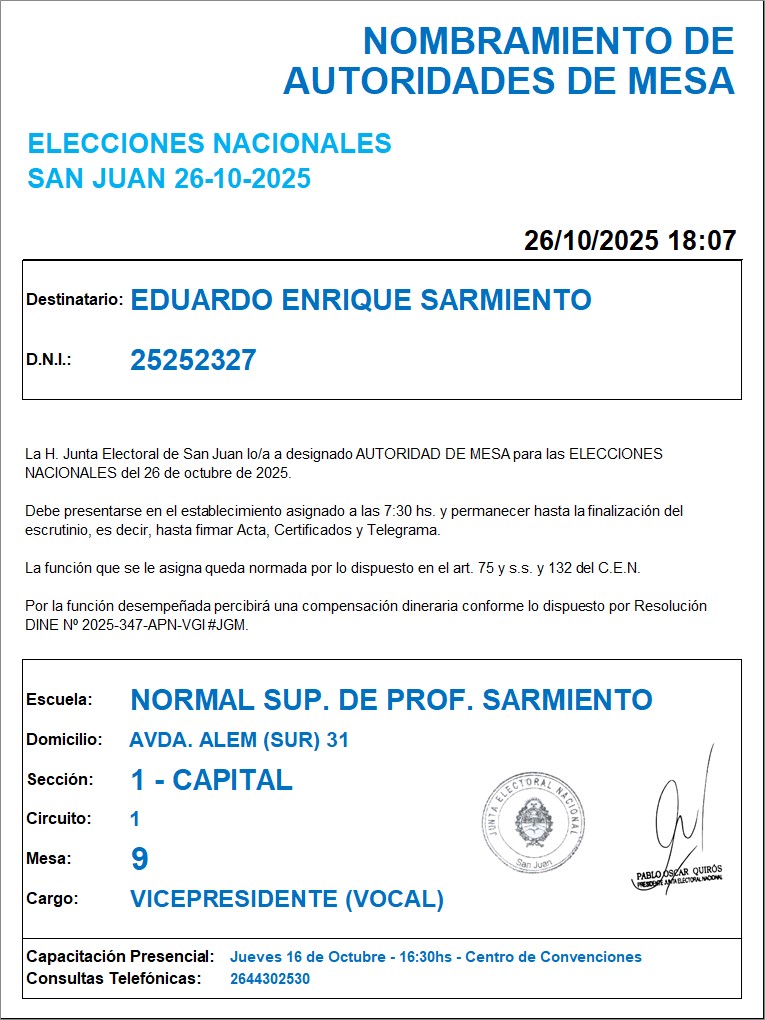 NOMBRAMIENTO DE
AUTORIDADES DE MESA
ELECCIONES NACIONALES
SAN JUAN 26-10-2025
26/10/2025 18:07
Destinatario: EDUARDO ENRIQUE SARMIENTO
D.N.I.: 25252327
La H. Junta Electoral de San Juan lo/a a designado AUTORIDAD DE MESA para las ELECCIONES
NACIONALES del 26 de octubre de 2025.
Debe presentarse en el establecimiento asignado a las 7:30 hs. y permanecer hasta la finalización del
escrutinio, es decir, hasta firmar Acta, Certificados y Telegrama.
La función que se le asigna queda normada por lo dispuesto en el art. 75 y s.s. y 132 del C.E.N.
Por la función desempeñada percibirá una compensación dineraria conforme lo dispuesto por Resolución
DINE Nº 2025-347-APN-VGI#JGM.
Escuela: NORMAL SUP. DE PROF. SARMIENTO
Domicilio: AVDA. ALEM (SUR) 31
Sección: 1 - CAPITAL
Circuito: 1
Mesa: 9
Cargo: VICEPRESIDENTE (VOCAL)
JUNTA ELECTORAL NACIONAL
San Juan
PABLO OSCAR QUIRÓS
PRESIDENTE JUNTA ELECTORAL NACIONAL
Capacitación Presencial: Jueves 16 de Octubre - 16:30hs - Centro de Convenciones
Consultas Telefónicas: 2644302530